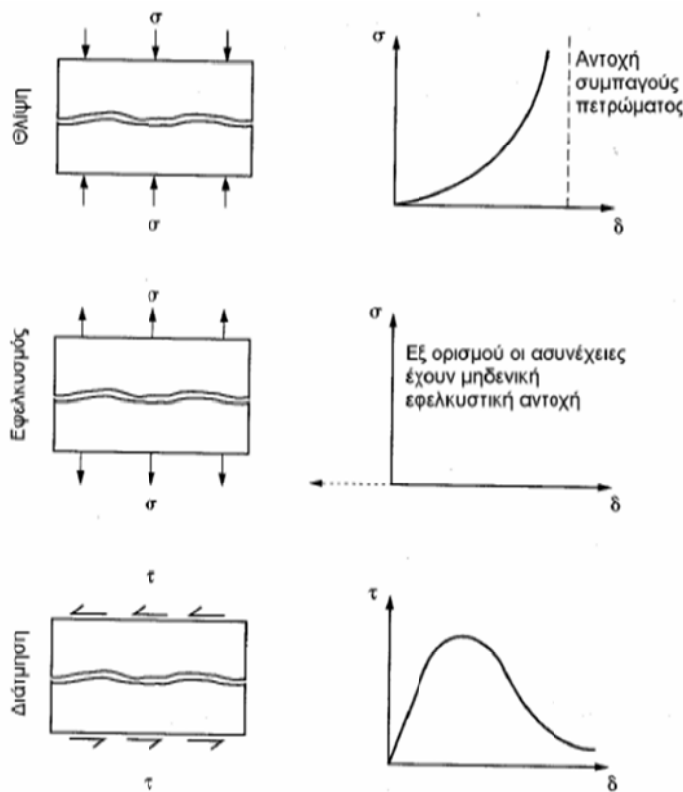 σ
Θλίψη
σ
σ
Αντοχή
συμπαγούς
πετρώματος
δ
σ
Εφελκυσμός
σ
σ
Εξ ορισμού οι ασυνέχειες
έχουν μηδενική
εφελκυστική αντοχή
δ
τ
Διάτμηση
τ
τ
δ